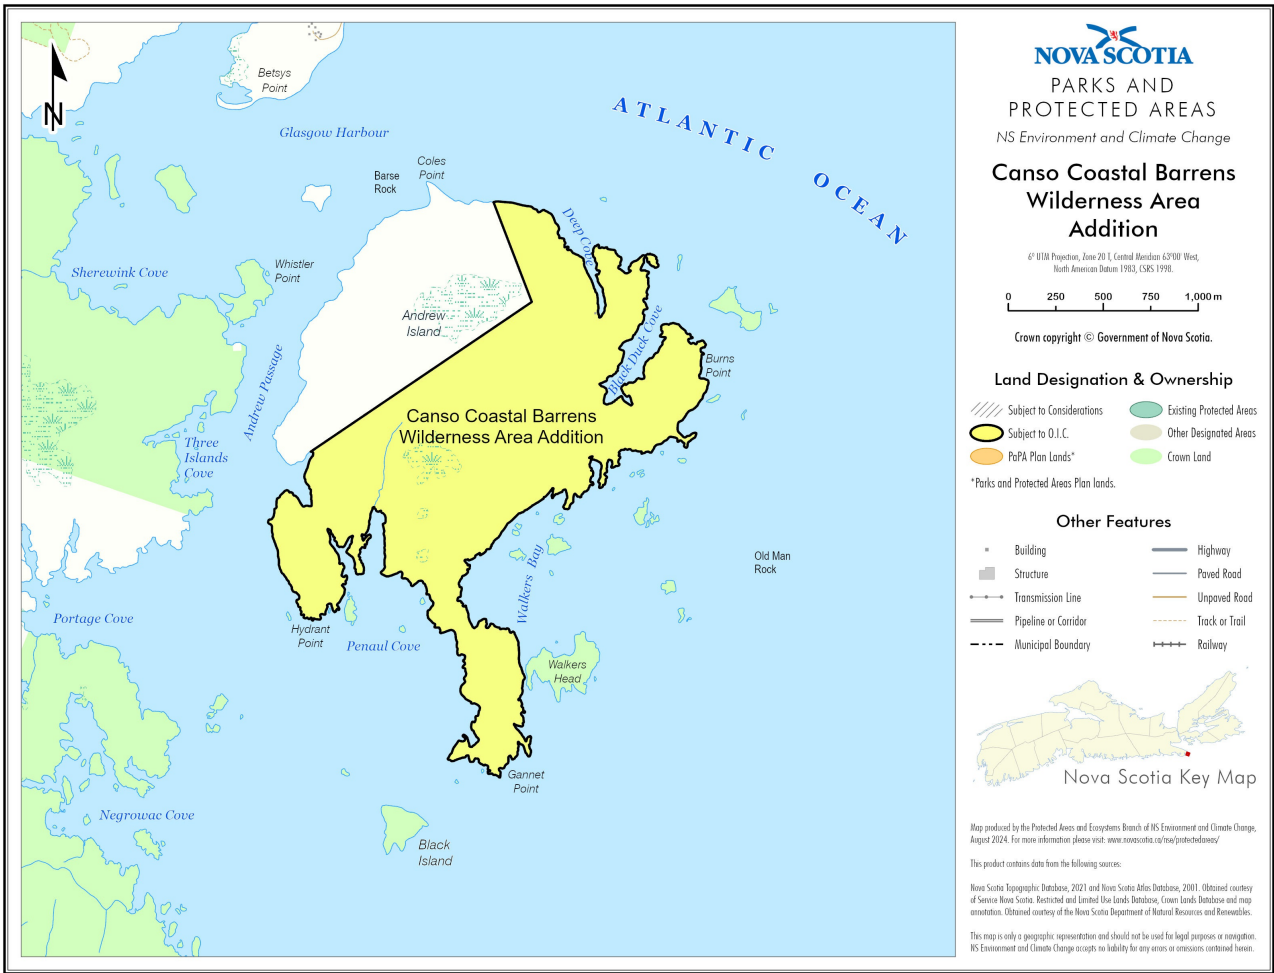 N
Betsys
Point
Glasgow Harbour
ATLANTIC OCEAN
Coles
Point
Barse
Rock
Deep Cove
Whistler
Point
Sherewink Cove
Andrew
Island
Black Duck Cove
Burns
Point
Andrew Passage
Canso Coastal Barrens
Wilderness Area Addition
Three
Islands
Cove
Old Man
Rock
Walkers Bay
Portage Cove
Hydrant
Point
Penaul Cove
Walkers
Head
Gannet
Point
Negrowac Cove
Black
Island
NOVA SCOTIA
PARKS AND
PROTECTED AREAS
NS Environment and Climate Change
Canso Coastal Barrens
Wilderness Area
Addition
6° UTM Projection, Zone 20 T, Central Meridian 63°00' West,
North American Datum 1983, CSRS 1998.
0 250 500 750 1,000 m
Crown copyright © Government of Nova Scotia.
Land Designation & Ownership
Subject to Considerations
Existing Protected Areas
Subject to O.I.C.
Other Designated Areas
PaPA Plan Lands*
Crown Land
*Parks and Protected Areas Plan lands.
Other Features
Building
Highway
Structure
Paved Road
Transmission Line
Unpaved Road
Pipeline or Corridor
Track or Trail
Municipal Boundary
Railway
Nova Scotia Key Map
Map produced by the Protected Areas and Ecosystems Branch of NS Environment and Climate Change,
August 2024. For more information please visit: www.novascotia.ca/nse/protectedareas/
This product contains data from the following sources:
Nova Scotia Topographic Database, 2021 and Nova Scotia Atlas Database, 2001. Obtained courtesy
of Service Nova Scotia. Restricted and Limited Use Lands Database, Crown Lands Database and map
annotation. Obtained courtesy of the Nova Scotia Department of Natural Resources and Renewables.
This map is only a geographic representation and should not be used for legal purposes or navigation.
NS Environment and Climate Change accepts no liability for any errors or omissions contained herein.